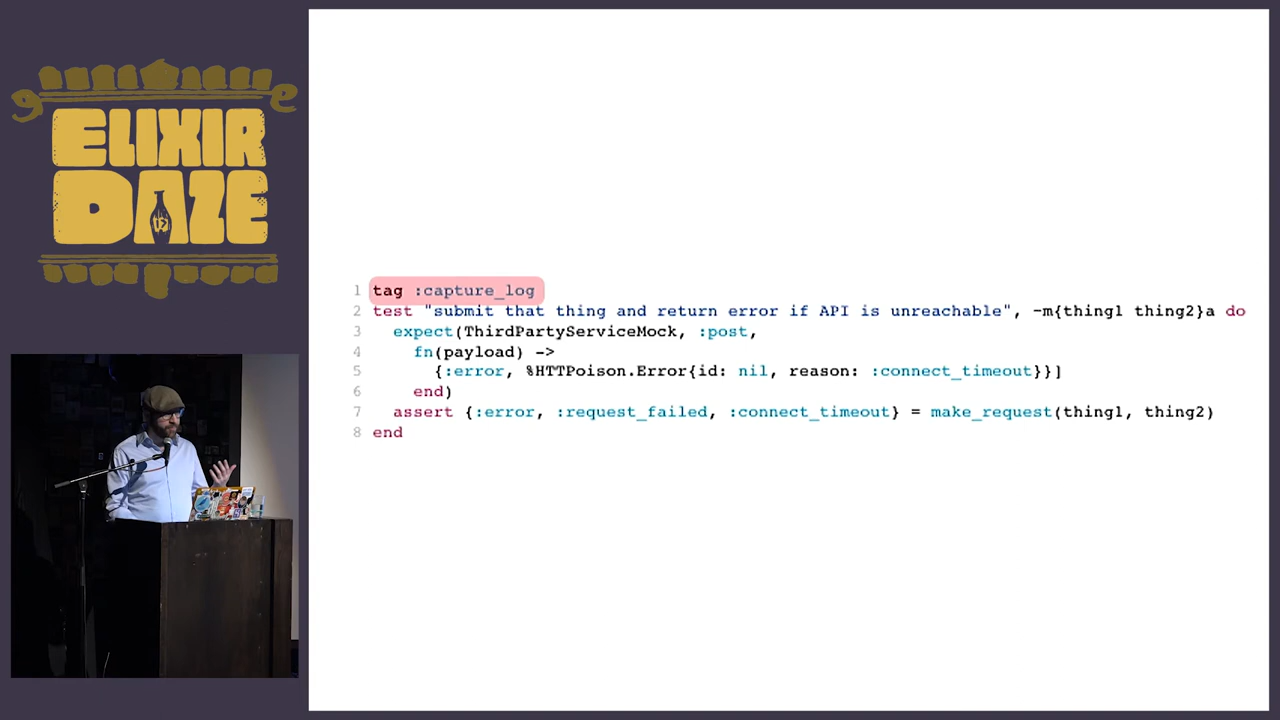 ELIXIR
DAZE
1 tag :capture_log
2 test "submit that thing and return error if API is unreachable", -m{thing1 thing2}a do
3 expect(ThirdPartyServiceMock, :post,
4 fn(payload) ->
5 {:error, %HTTPoison.Error{id: nil, reason: :connect_timeout}}]
6 end)
7 assert {:error, :request_failed, :connect_timeout} = make_request(thing1, thing2)
8 end